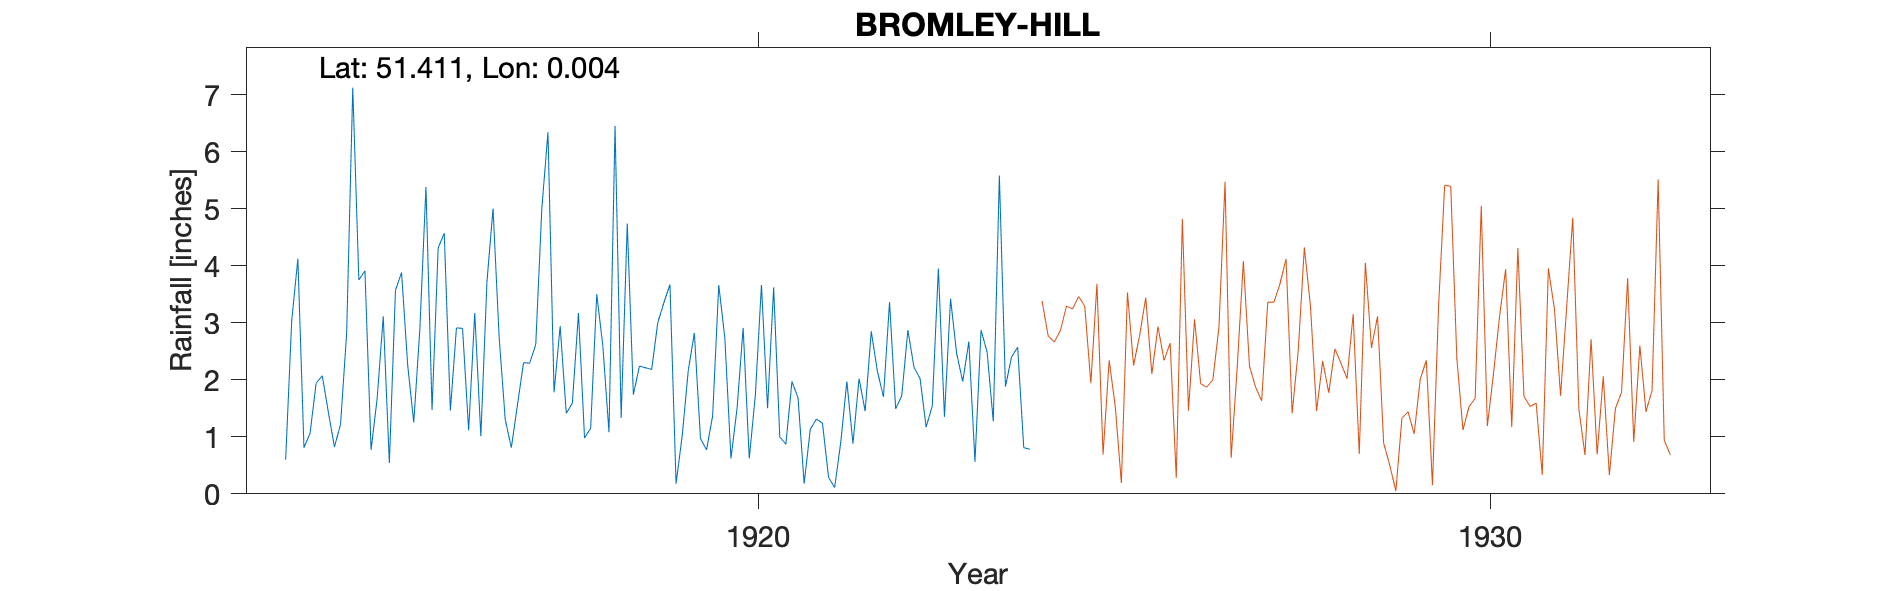 BROMLEY-HILL
Lat: 51.411, Lon: 0.004
7
6
5
4
3
2
1
0
Rainfall [inches]
1920
1930
Year